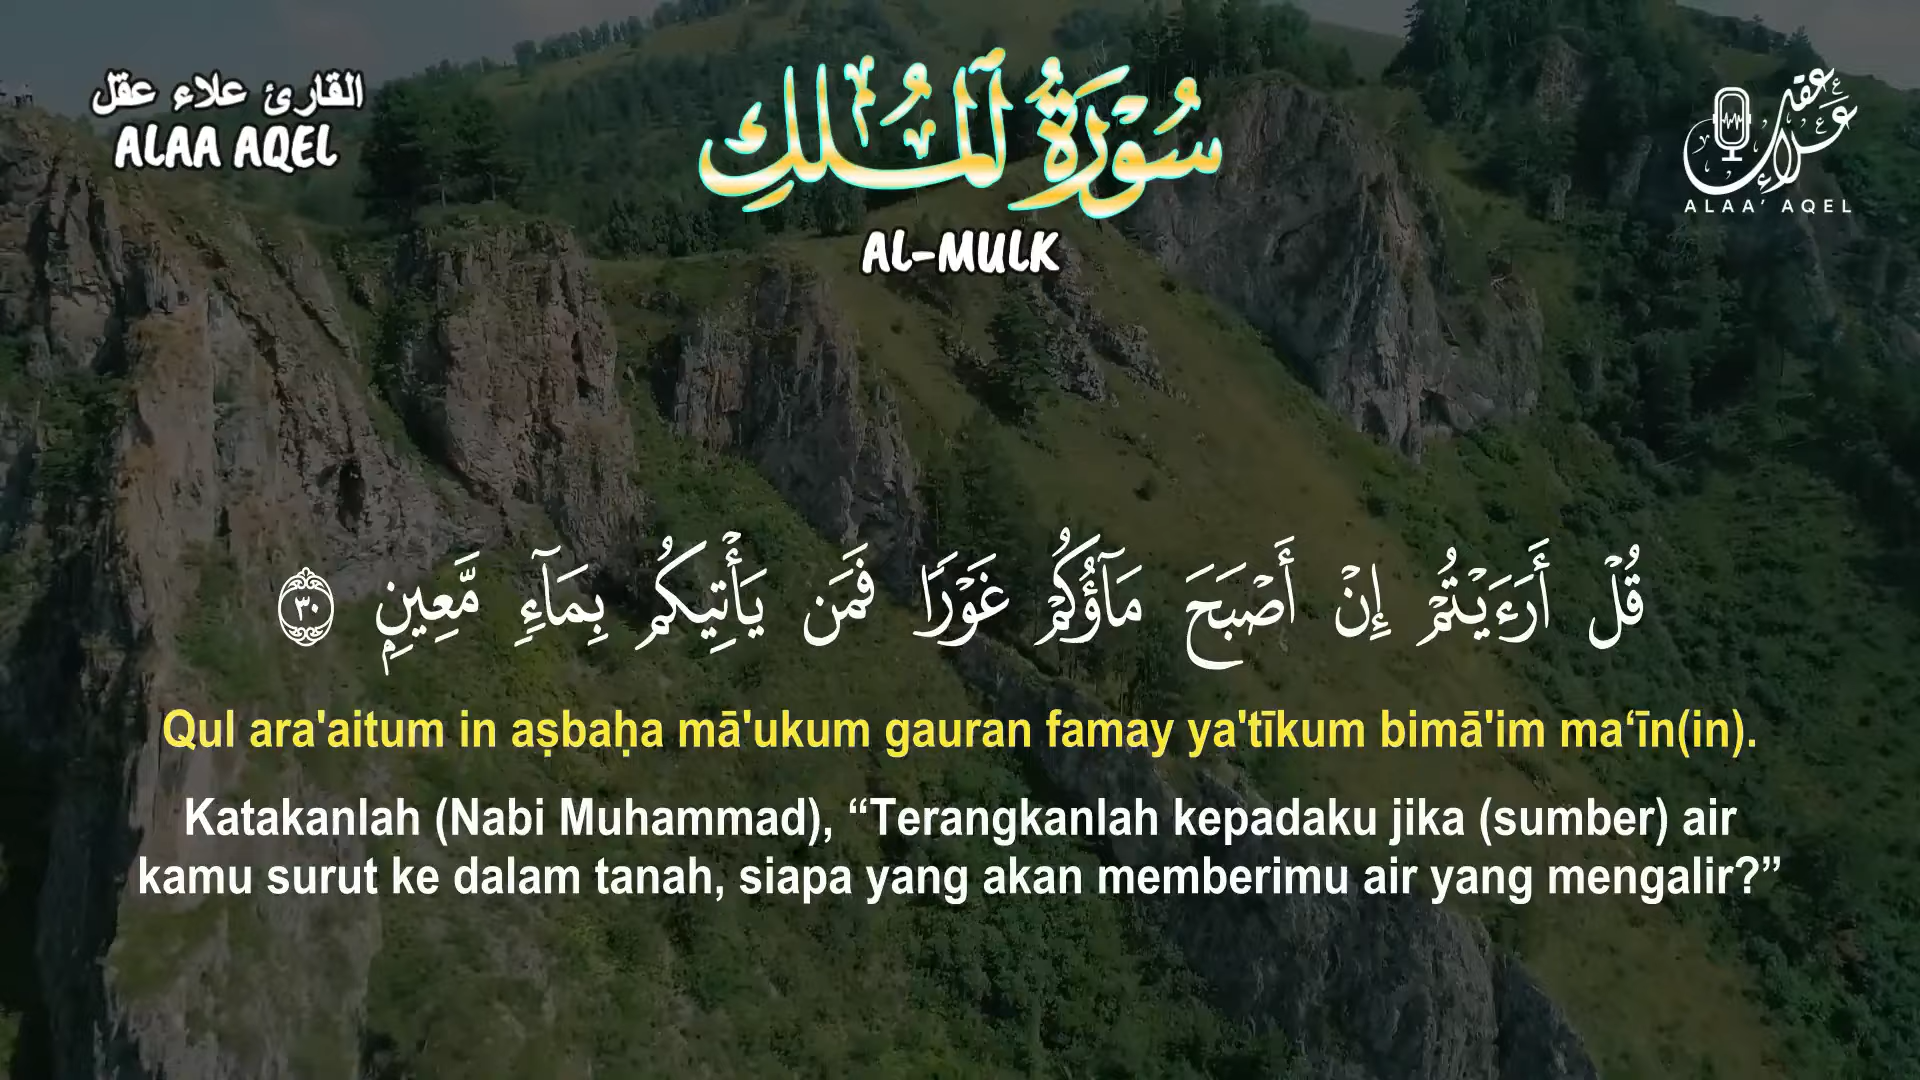 القارئ علاء عقل
ALAA AQEL
سُورَةُ ٱلْمُلْكِ
AL-MULK
علاء عقل
ALAA' AQEL
قُلْ أَرَءَيْتُمْ إِنْ أَصْبَحَ مَآؤُكُمْ غَوْرًا فَمَن يَأْتِيكُم بِمَآءٍ مَّعِينٍۭ ٣٠
Qul ara'aitum in aṣbaḥa mā'ukum gauran famay ya'tīkum bimā'im ma‘īn(in).
Katakanlah (Nabi Muhammad), “Terangkanlah kepadaku jika (sumber) air
kamu surut ke dalam tanah, siapa yang akan memberimu air yang mengalir?”